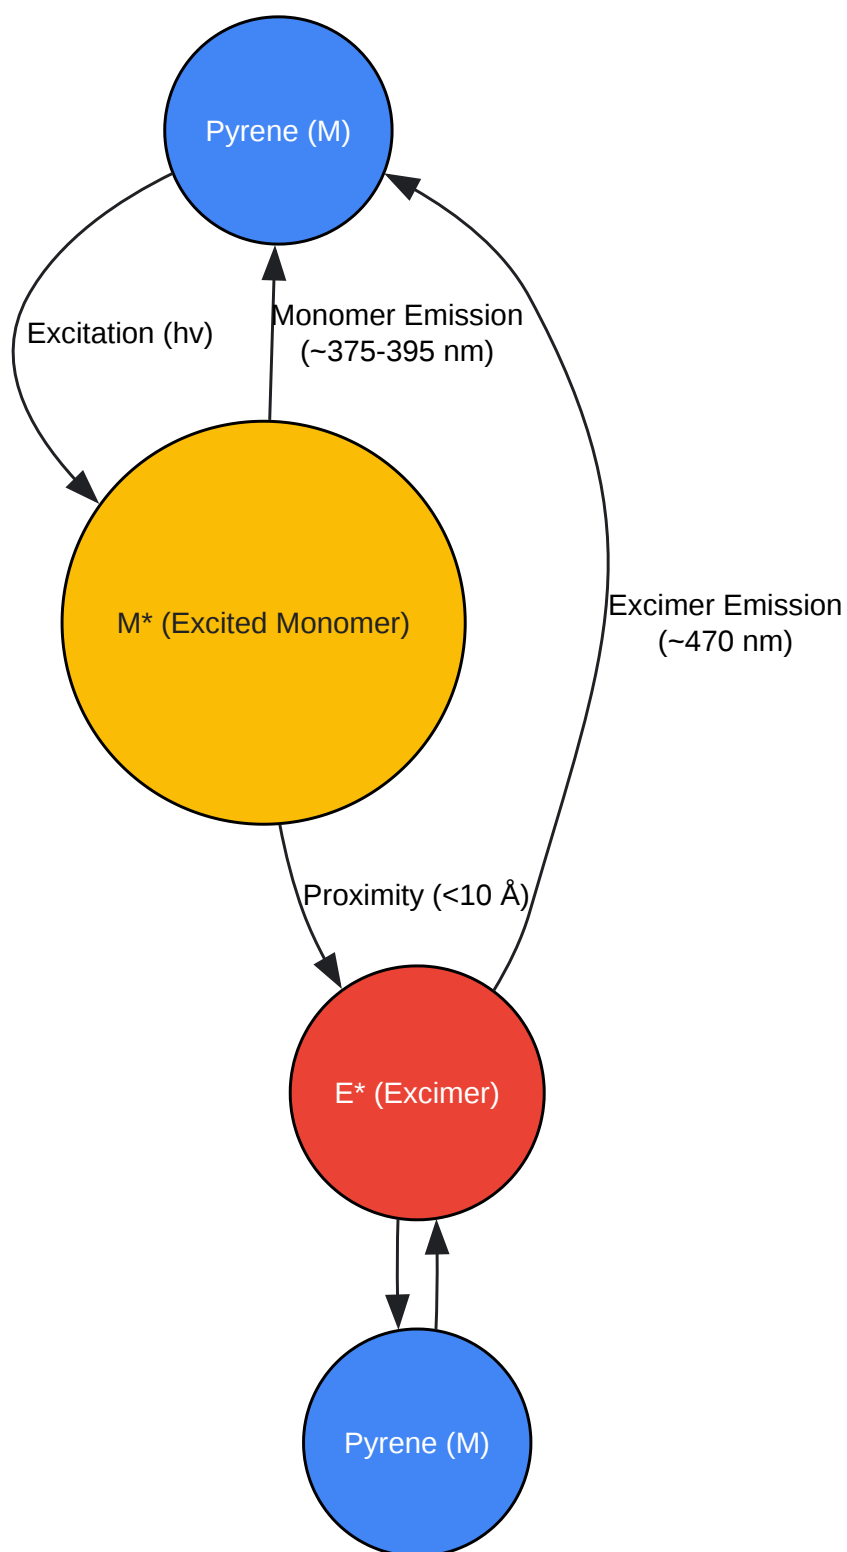 Pyrene (M)
Excitation (hv)
Monomer Emission
(~375-395 nm)
M* (Excited Monomer)
Excimer Emission
(~470 nm)
Proximity (<10 Å)
E* (Excimer)
Pyrene (M)